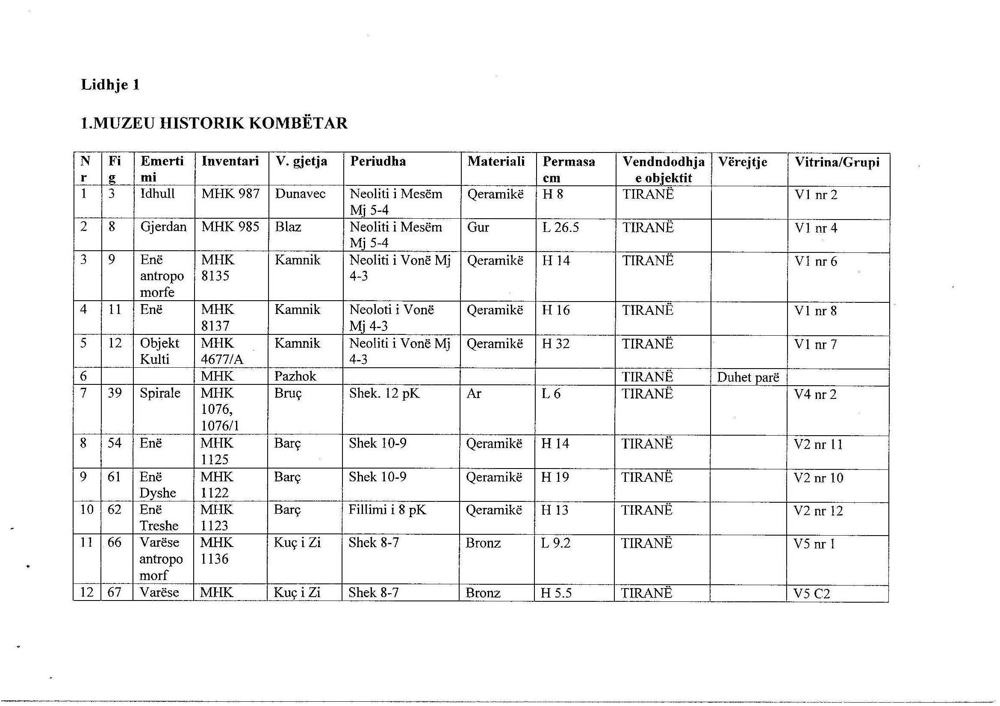 Lidhje 1
1.MUZEU HISTORIK KOMBËTAR
N Fi Emerti Inventari V. gjetja Periudha Materiali Permasa Vendndodhja Vërejtje Vitrina/Grupi
r g mi cm e objektit
1 3 Idhull MHK 987 Dunavec Neoliti i Mesëm Qeramikë H 8 TIRANË V1 nr 2
Mj 5-4
2 8 Gjerdan MHK 985 Blaz Neoliti i Mesëm Gur L 26.5 TIRANË V1 nr 4
Mj 5-4
3 9 Enë MHK Kamnik Neoliti i Vonë Mj Qeramikë H 14 TIRANË V1 nr 6
antropo 8135 4-3
morfe
4 11 Enë MHK Kamnik Neoloti i Vonë Qeramikë H 16 TIRANË V1 nr 8
8137 Mj 4-3
5 12 Objekt MHK Kamnik Neoliti i Vonë Mj Qeramikë H 32 TIRANË V1 nr 7
Kulti 4677/A 4-3
6 MHK Pazhok TIRANË Duhet parë
7 39 Spirale MHK Bruç Shek. 12 pK Ar L 6 TIRANË V4 nr 2
1076,
1076/1
8 54 Enë MHK Barç Shek 10-9 Qeramikë H 14 TIRANË V2 nr 11
1125
9 61 Enë MHK Barç Shek 10-9 Qeramikë H 19 TIRANË V2 nr 10
Dyshe 1122
10 62 Enë MHK Barç Fillimi i 8 pK Qeramikë H 13 TIRANË V2 nr 12
Treshe 1123
11 66 Varëse MHK Kuç i Zi Shek 8-7 Bronz L 9.2 TIRANË V5 nr 1
antropo 1136
morf
12 67 Varëse MHK Kuç i Zi Shek 8-7 Bronz H 5.5 TIRANË V5 C2